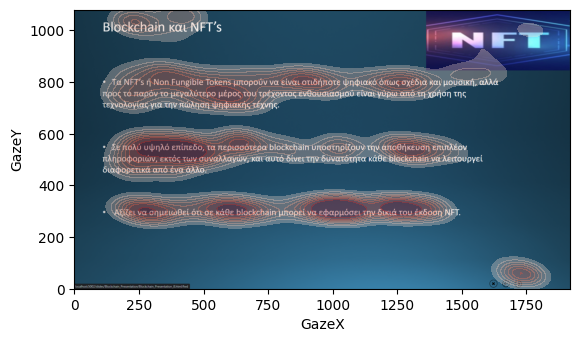 Blockchain και NFT's
NFT
• Τα NFT's ή Non Fungible Tokens μπορούν να είναι οτιδήποτε ψηφιακό όπως σχέδια και μουσική, αλλά
προς το παρόν το μεγαλύτερο μέρος του τρέχοντος ενθουσιασμού είναι γύρω από τη χρήση της
τεχνολογίας για την πώληση ψηφιακής τέχνης.
• Σε πολύ υψηλό επίπεδο, τα περισσότερα blockchain υποστηρίζουν την αποθήκευση επιπλέον
πληροφοριών, εκτός των συναλλαγών, και αυτό δίνει την δυνατότητα κάθε blockchain να λειτουργεί
διαφορετικά από ένα άλλο.
• Αξίζει να σημειωθεί ότι σε κάθε blockchain μπορεί να εφαρμόσει την δικιά του έκδοση NFT.
GazeY
1000
800
600
400
200
0
0 250 500 750 1000 1250 1500 1750
GazeX